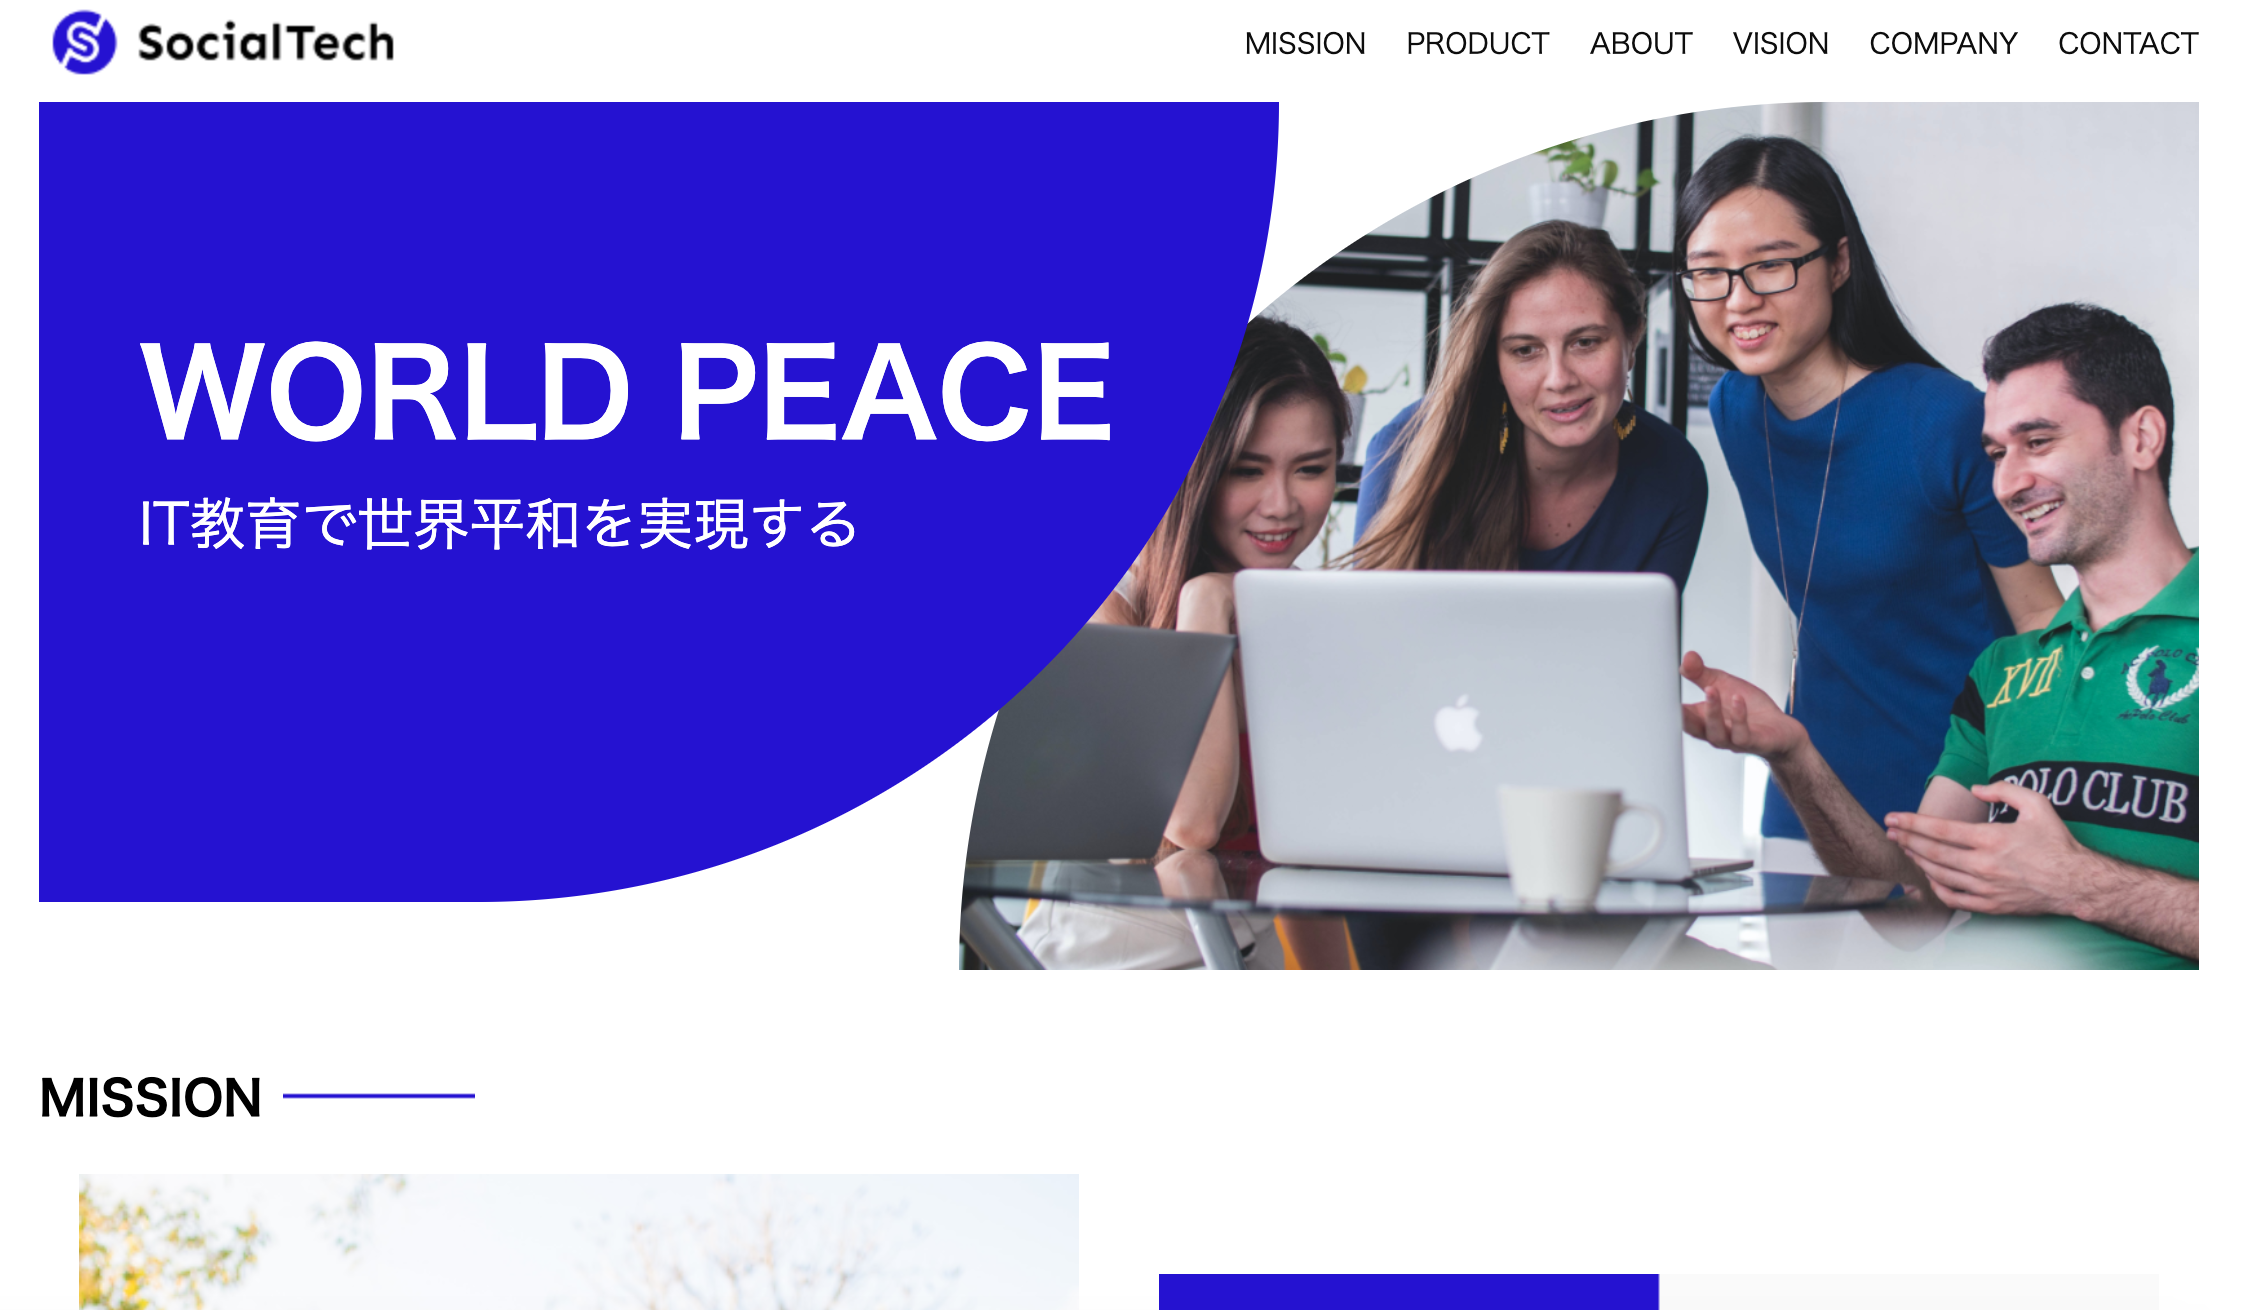 SocialTech
MISSION PRODUCT ABOUT VISION COMPANY CONTACT
WORLD PEACE
IT教育で世界平和を実現する
XVII
POLO CLUB
MISSION